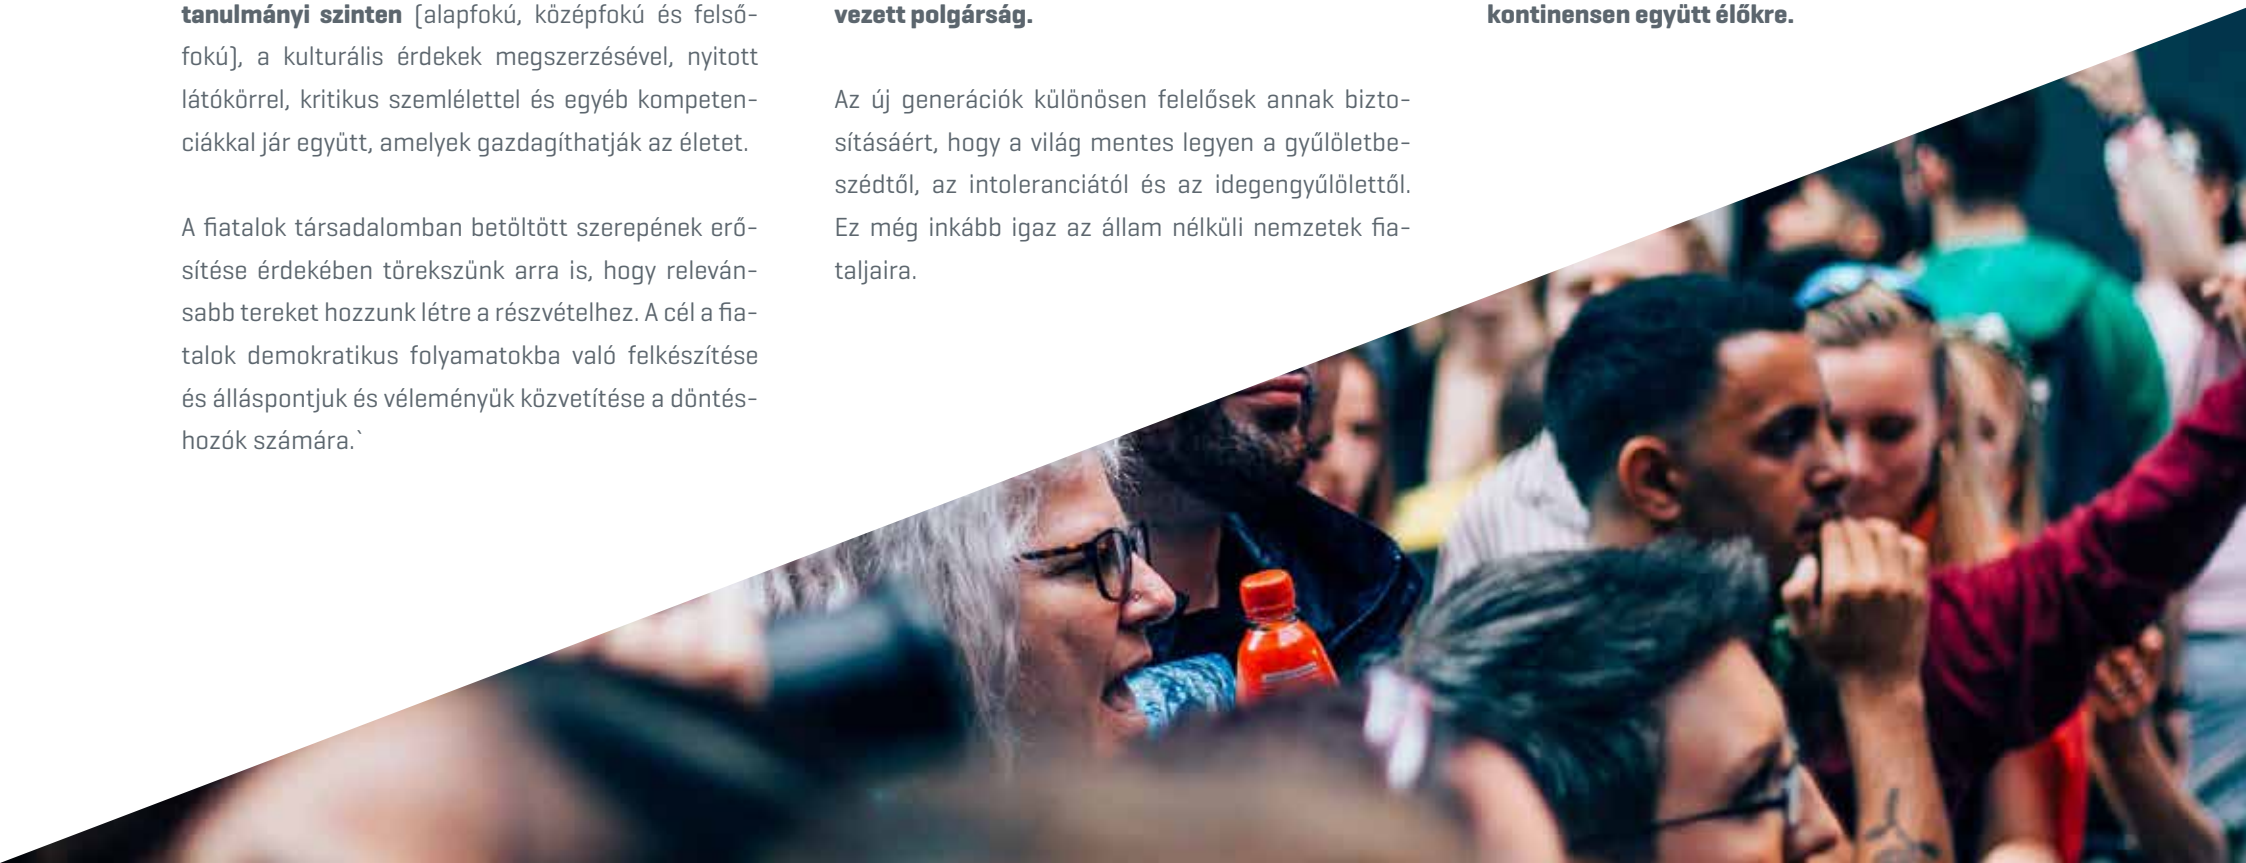 tanulmányi szinten (alapfokú, középfokú és felső-
fokú), a kulturális érdekek megszerzésével, nyitott
látókörrel, kritikus szemlélettel és egyéb kompeten-
ciákkal jár együtt, amelyek gazdagíthatják az életet.
A fiatalok társadalomban betöltött szerepének erő-
sítése érdekében törekszünk arra is, hogy reveláns-
sabb tereket hozzunk létre a részvételhez. A cél a fia-
talok demokratikus folyamatokba való felkészítése
és álláspontjuk és véleményük közvetítése a döntés-
hozók számára.`
vezett polgárság.
Az új generációk különösen felelősek annak bizto-
sításáért, hogy a világ mentes legyen a gyűlöletbe-
szédtől, az intoleranciától és az idegengyűlölettől.
Ez még inkább igaz az állam nélküli nemzetek fia-
taljaira.
kontinensen együtt élőkre.